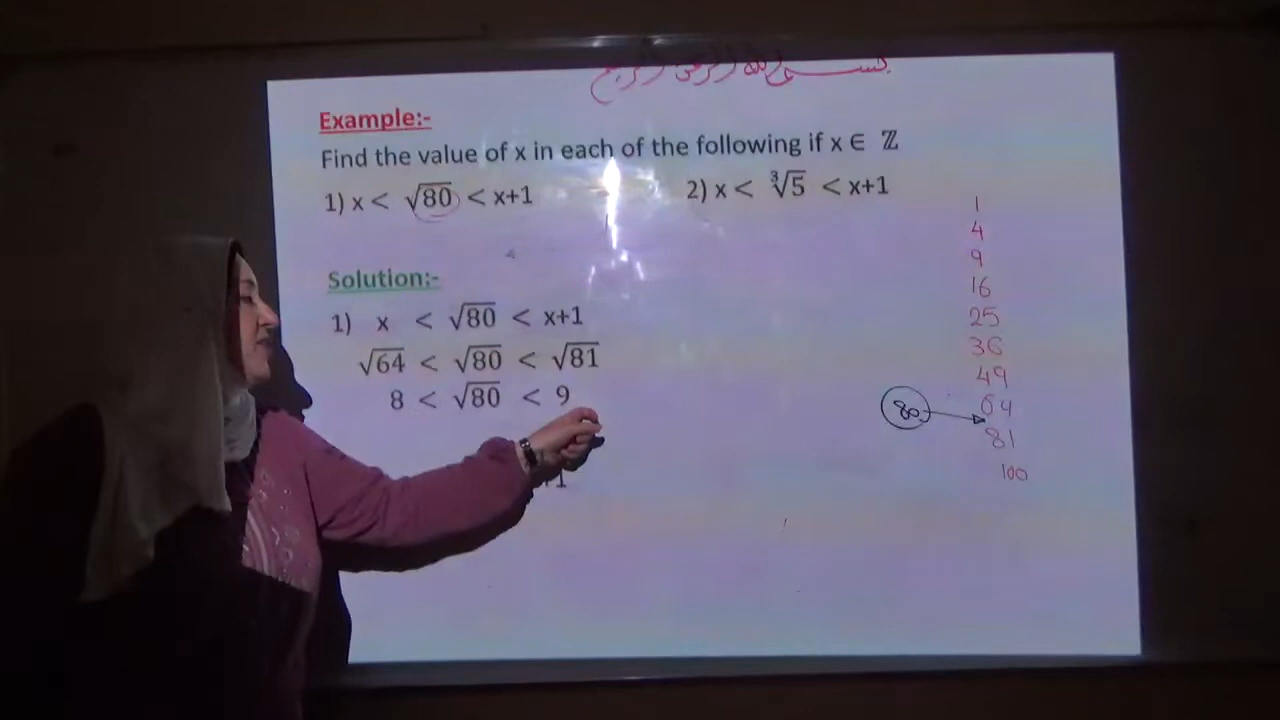 بسم الله الرحمن الرحيم
Example:-
Find the value of x in each of the following if x ∈ ℤ
1) x < √80 < x+1 2) x < ∛5 < x+1
Solution:-
1) x < √80 < x+1
√64 < √80 < √81
8 < √80 < 9
+1
1
4
9
16
25
36
49
80 64
81
100